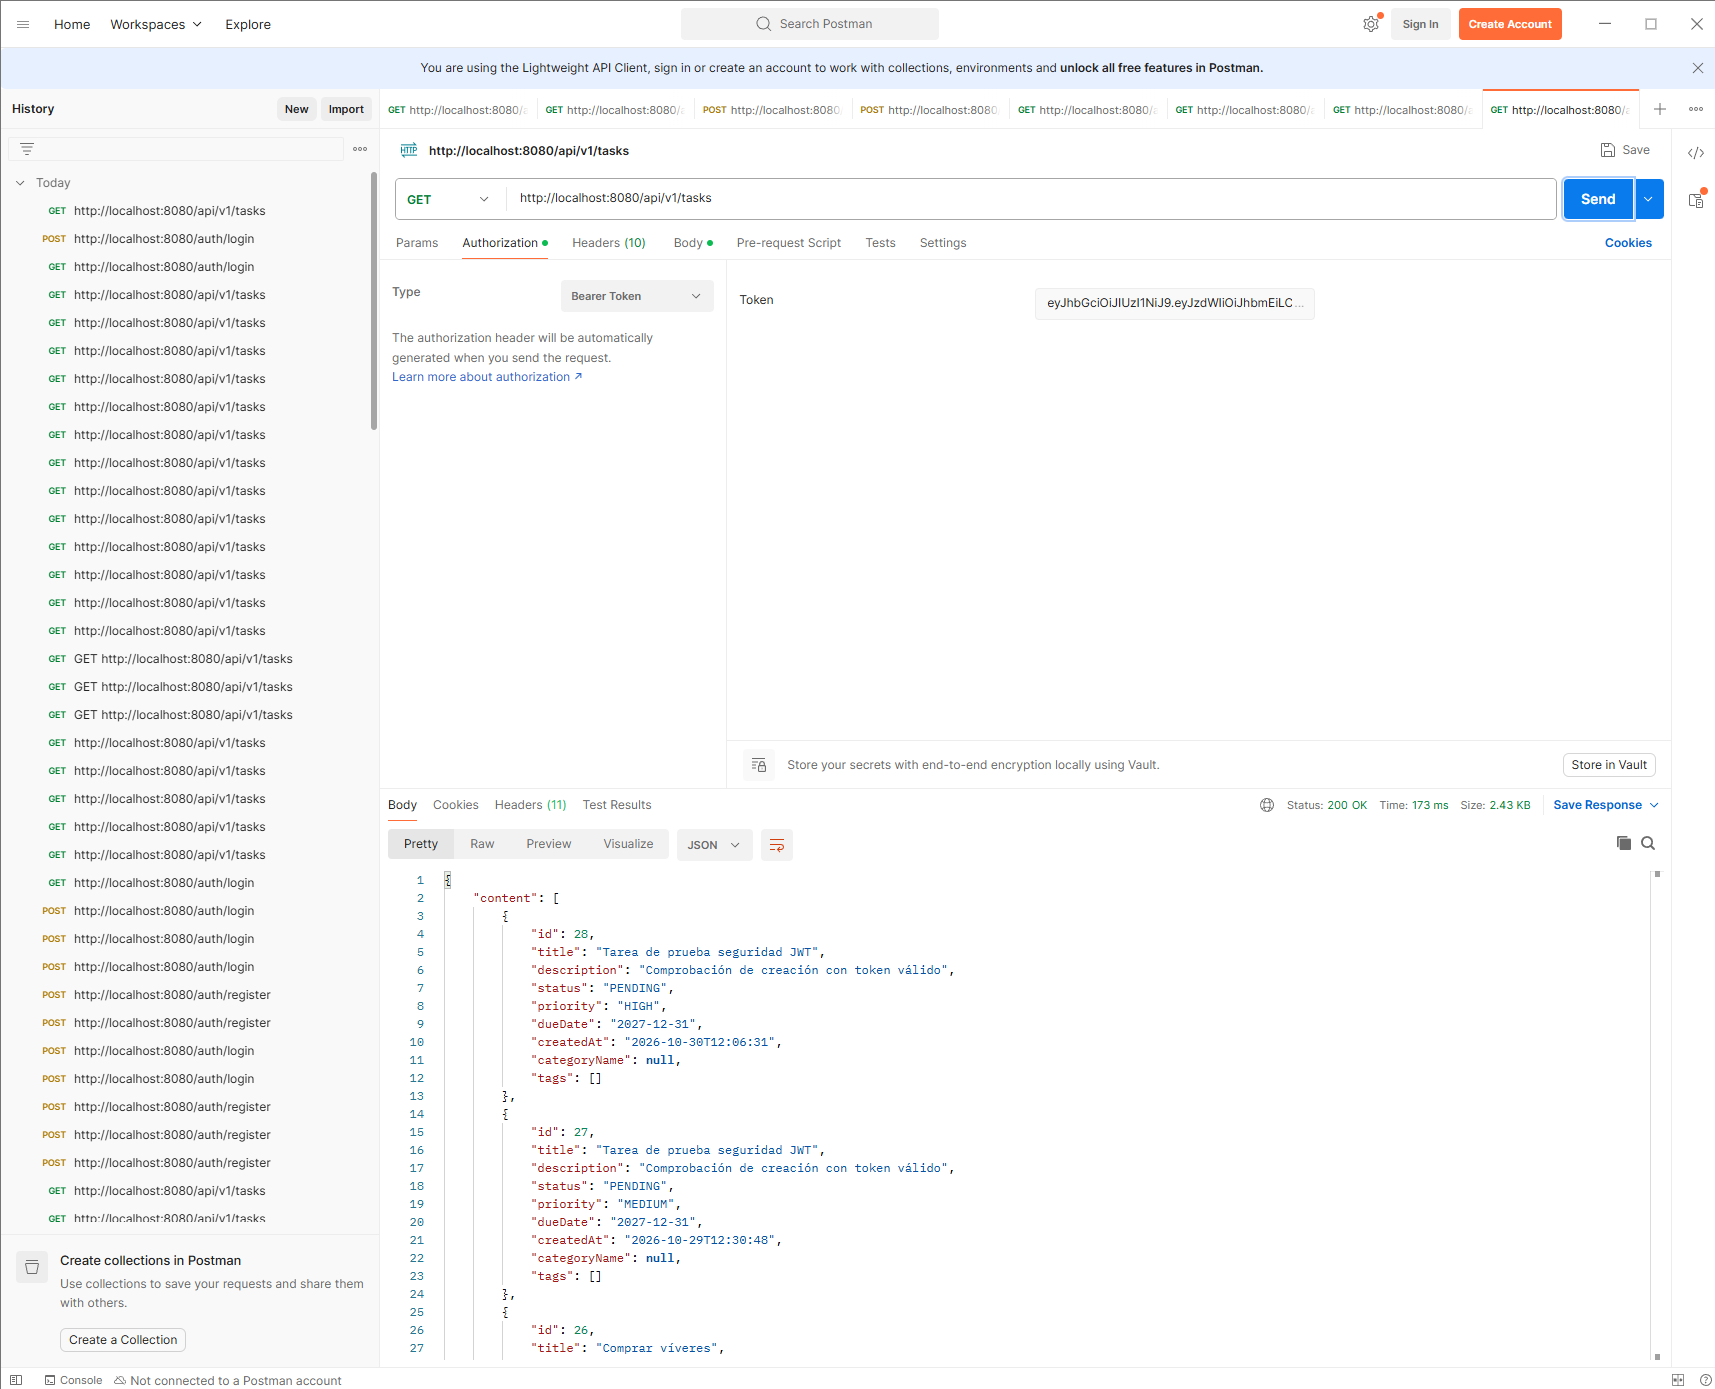 Home
Workspaces
Explore
Search Postman
Sign In
Create Account
You are using the Lightweight API Client, sign in or create an account to work with collections, environments and unlock all free features in Postman.
History
New
Import
GET http://localhost:8080/
GET http://localhost:8080/
POST http://localhost:8080
POST http://localhost:8080
GET http://localhost:8080/
GET http://localhost:8080/
GET http://localhost:8080/
GET http://localhost:8080/
HTTP http://localhost:8080/api/v1/tasks
Save
GET
http://localhost:8080/api/v1/tasks
Send
Params
Authorization
Headers (10)
Body
Pre-request Script
Tests
Settings
Cookies
Type
Bearer Token
The authorization header will be automatically
generated when you send the request.
Learn more about authorization ↗
Token
eyJhbGciOiJIUzI1NiJ9.eyJzdWIiOiJhbmEiLC...
Store your secrets with end-to-end encryption locally using Vault.
Store in Vault
Today
GET http://localhost:8080/api/v1/tasks
POST http://localhost:8080/auth/login
GET http://localhost:8080/auth/login
GET http://localhost:8080/api/v1/tasks
GET http://localhost:8080/api/v1/tasks
GET http://localhost:8080/api/v1/tasks
GET http://localhost:8080/api/v1/tasks
GET http://localhost:8080/api/v1/tasks
GET http://localhost:8080/api/v1/tasks
GET http://localhost:8080/api/v1/tasks
GET http://localhost:8080/api/v1/tasks
GET http://localhost:8080/api/v1/tasks
GET http://localhost:8080/api/v1/tasks
GET http://localhost:8080/api/v1/tasks
GET http://localhost:8080/api/v1/tasks
GET http://localhost:8080/api/v1/tasks
GET GET http://localhost:8080/api/v1/tasks
GET GET http://localhost:8080/api/v1/tasks
GET GET http://localhost:8080/api/v1/tasks
GET http://localhost:8080/api/v1/tasks
GET http://localhost:8080/api/v1/tasks
GET http://localhost:8080/api/v1/tasks
GET http://localhost:8080/api/v1/tasks
GET http://localhost:8080/api/v1/tasks
GET http://localhost:8080/auth/login
POST http://localhost:8080/auth/login
POST http://localhost:8080/auth/login
POST http://localhost:8080/auth/login
POST http://localhost:8080/auth/register
POST http://localhost:8080/auth/register
POST http://localhost:8080/auth/login
POST http://localhost:8080/auth/login
POST http://localhost:8080/auth/register
POST http://localhost:8080/auth/register
POST http://localhost:8080/auth/register
GET http://localhost:8080/api/v1/tasks
GET http://localhost:8080/api/v1/tasks
Create collections in Postman
Use collections to save your requests and share them
with others.
Create a Collection
Body
Cookies
Headers (11)
Test Results
Status: 200 OK
Time: 173 ms
Size: 2.43 KB
Save Response
Pretty
Raw
Preview
Visualize
JSON
1 {
2 "content": [
3 {
4 "id": 28,
5 "title": "Tarea de prueba seguridad JWT",
6 "description": "Comprobación de creación con token válido",
7 "status": "PENDING",
8 "priority": "HIGH",
9 "dueDate": "2027-12-31",
10 "createdAt": "2026-10-30T12:06:31",
11 "categoryName": null,
12 "tags": []
13 },
14 {
15 "id": 27,
16 "title": "Tarea de prueba seguridad JWT",
17 "description": "Comprobación de creación con token válido",
18 "status": "PENDING",
19 "priority": "MEDIUM",
20 "dueDate": "2027-12-31",
21 "createdAt": "2026-10-29T12:30:48",
22 "categoryName": null,
23 "tags": []
24 },
25 {
26 "id": 26,
27 "title": "Comprar víveres",
Console
Not connected to a Postman account